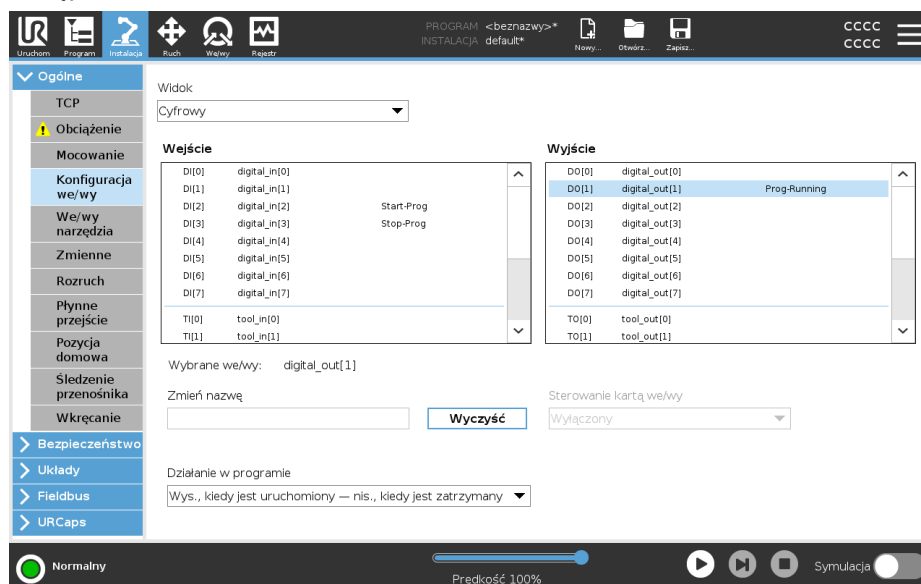 UR
Uruchom
Program
Instalacja
Ruch
We/wy
Rejestr
PROGRAM <beznazwy>*
INSTALACJA default*
Nowy...
Otwórz...
Zapisz...
CCCC
CCCC
Ogólne
TCP
Obciążenie
Mocowanie
Konfiguracja
we/wy
We/wy
narzędzia
Zmienne
Rozruch
Płynne
przejście
Pozycja
domowa
Śledzenie
przenośnika
Wkręcanie
Bezpieczeństwo
Układy
Fieldbus
URCaps
Widok
Cyfrowy
Wejście
DI[0] digital_in[0]
DI[1] digital_in[1]
DI[2] digital_in[2] Start-Prog
DI[3] digital_in[3] Stop-Prog
DI[4] digital_in[4]
DI[5] digital_in[5]
DI[6] digital_in[6]
DI[7] digital_in[7]
TI[0] tool_in[0]
TI[1] tool_in[1]
Wyjście
DO[0] digital_out[0]
DO[1] digital_out[1] Prog-Running
DO[2] digital_out[2]
DO[3] digital_out[3]
DO[4] digital_out[4]
DO[5] digital_out[5]
DO[6] digital_out[6]
DO[7] digital_out[7]
TO[0] tool_out[0]
TO[1] tool_out[1]
Wybrane we/wy: digital_out[1]
Zmień nazwę
Wyczyść
Sterowanie kartą we/wy
Wyłączony
Działanie w programie
Wys., kiedy jest uruchomiony — nis., kiedy jest zatrzymany
Normalny
Prędkość 100%
Symulacja